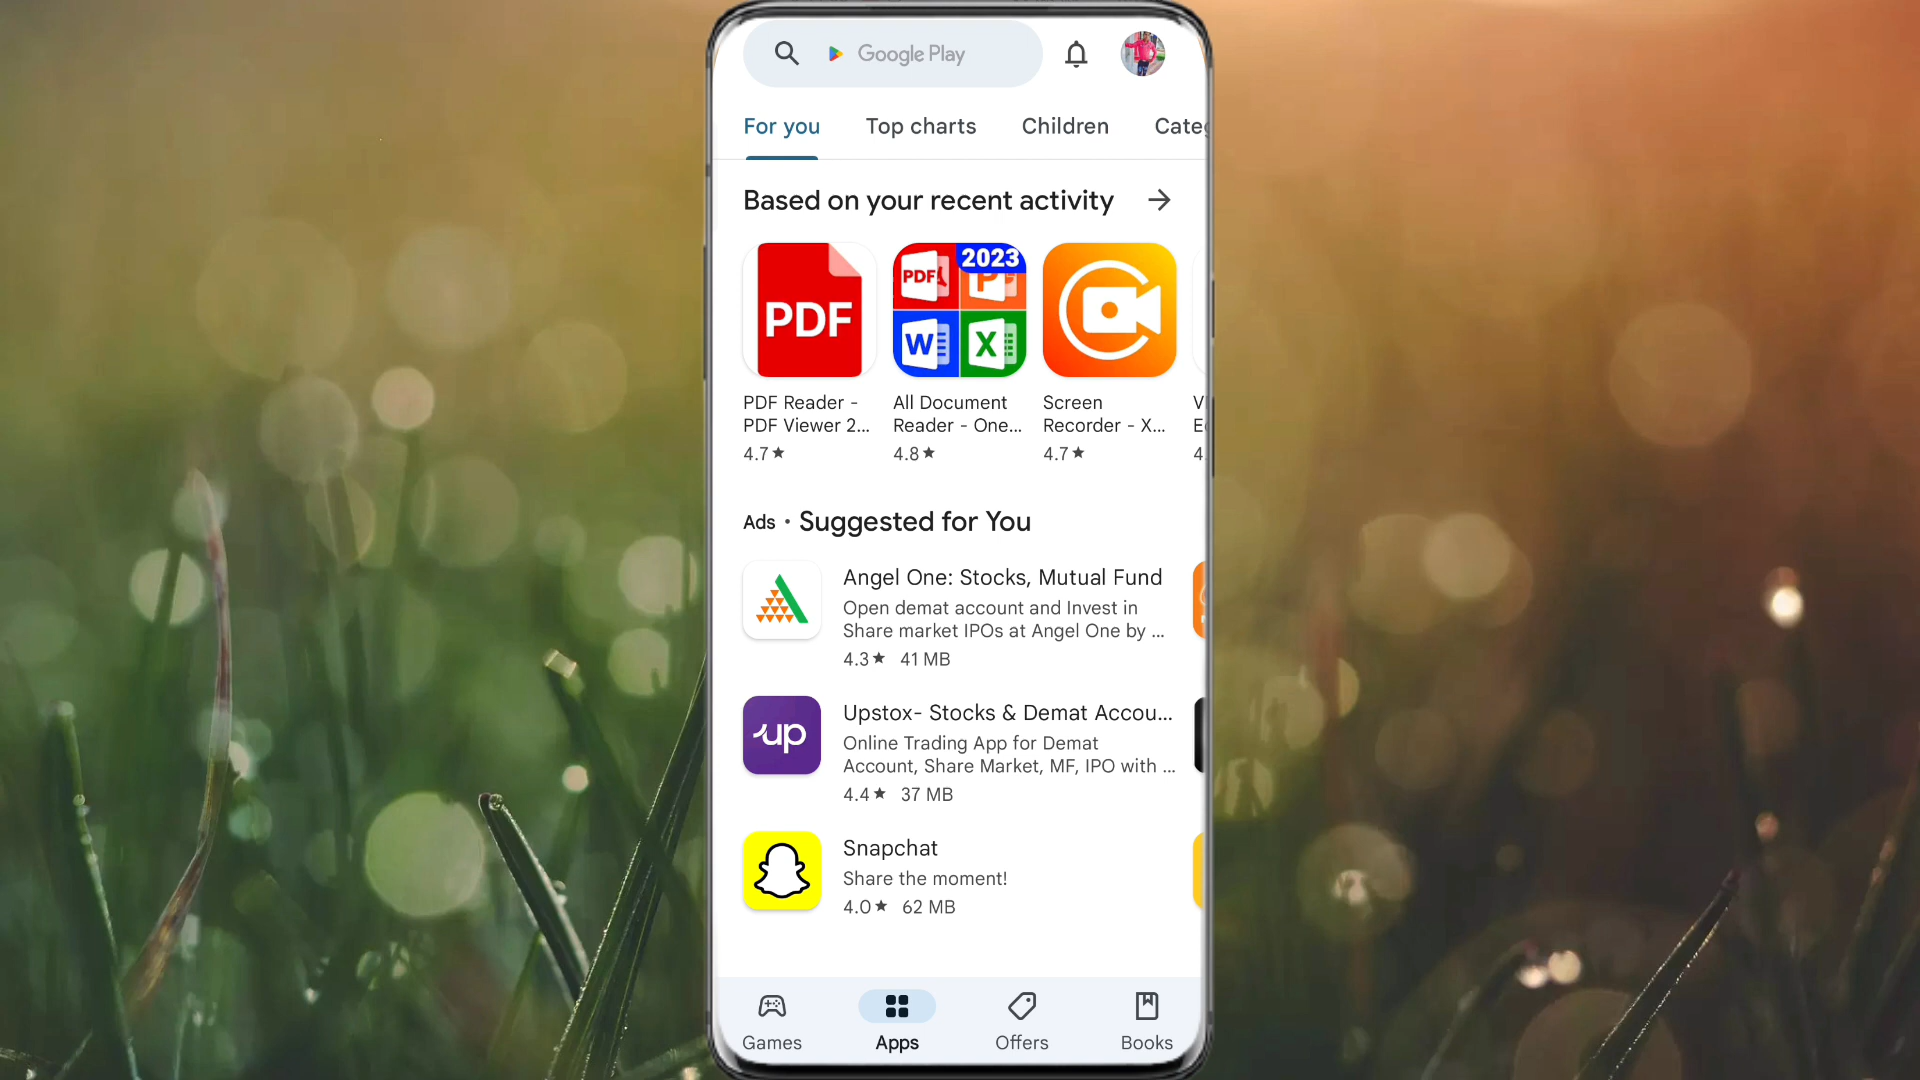 Google Play
For you Top charts Children Categ
Based on your recent activity
PDF
PDF 2023 P W X
PDF Reader -
PDF Viewer 2...
4.7★
All Document
Reader - One...
4.8★
Screen
Recorder - X...
4.7★
4.
Ads • Suggested for You
Angel One: Stocks, Mutual Fund
Open demat account and Invest in
Share market IPOs at Angel One by ...
4.3★ 41 MB
up
Upstox- Stocks & Demat Accou...
Online Trading App for Demat
Account, Share Market, MF, IPO with ...
4.4★ 37 MB
Snapchat
Share the moment!
4.0★ 62 MB
Games Apps Offers Books